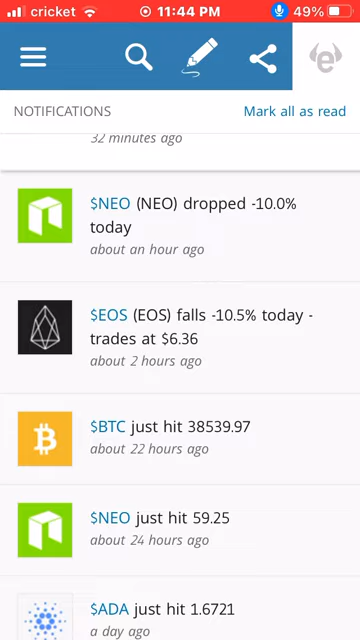 cricket 11:44 PM 49%
NOTIFICATIONS Mark all as read
32 minutes ago
$NEO (NEO) dropped -10.0%
today
about an hour ago
$EOS (EOS) falls -10.5% today -
trades at $6.36
about 2 hours ago
$BTC just hit 38539.97
about 22 hours ago
$NEO just hit 59.25
about 24 hours ago
$ADA just hit 1.6721
a day ago